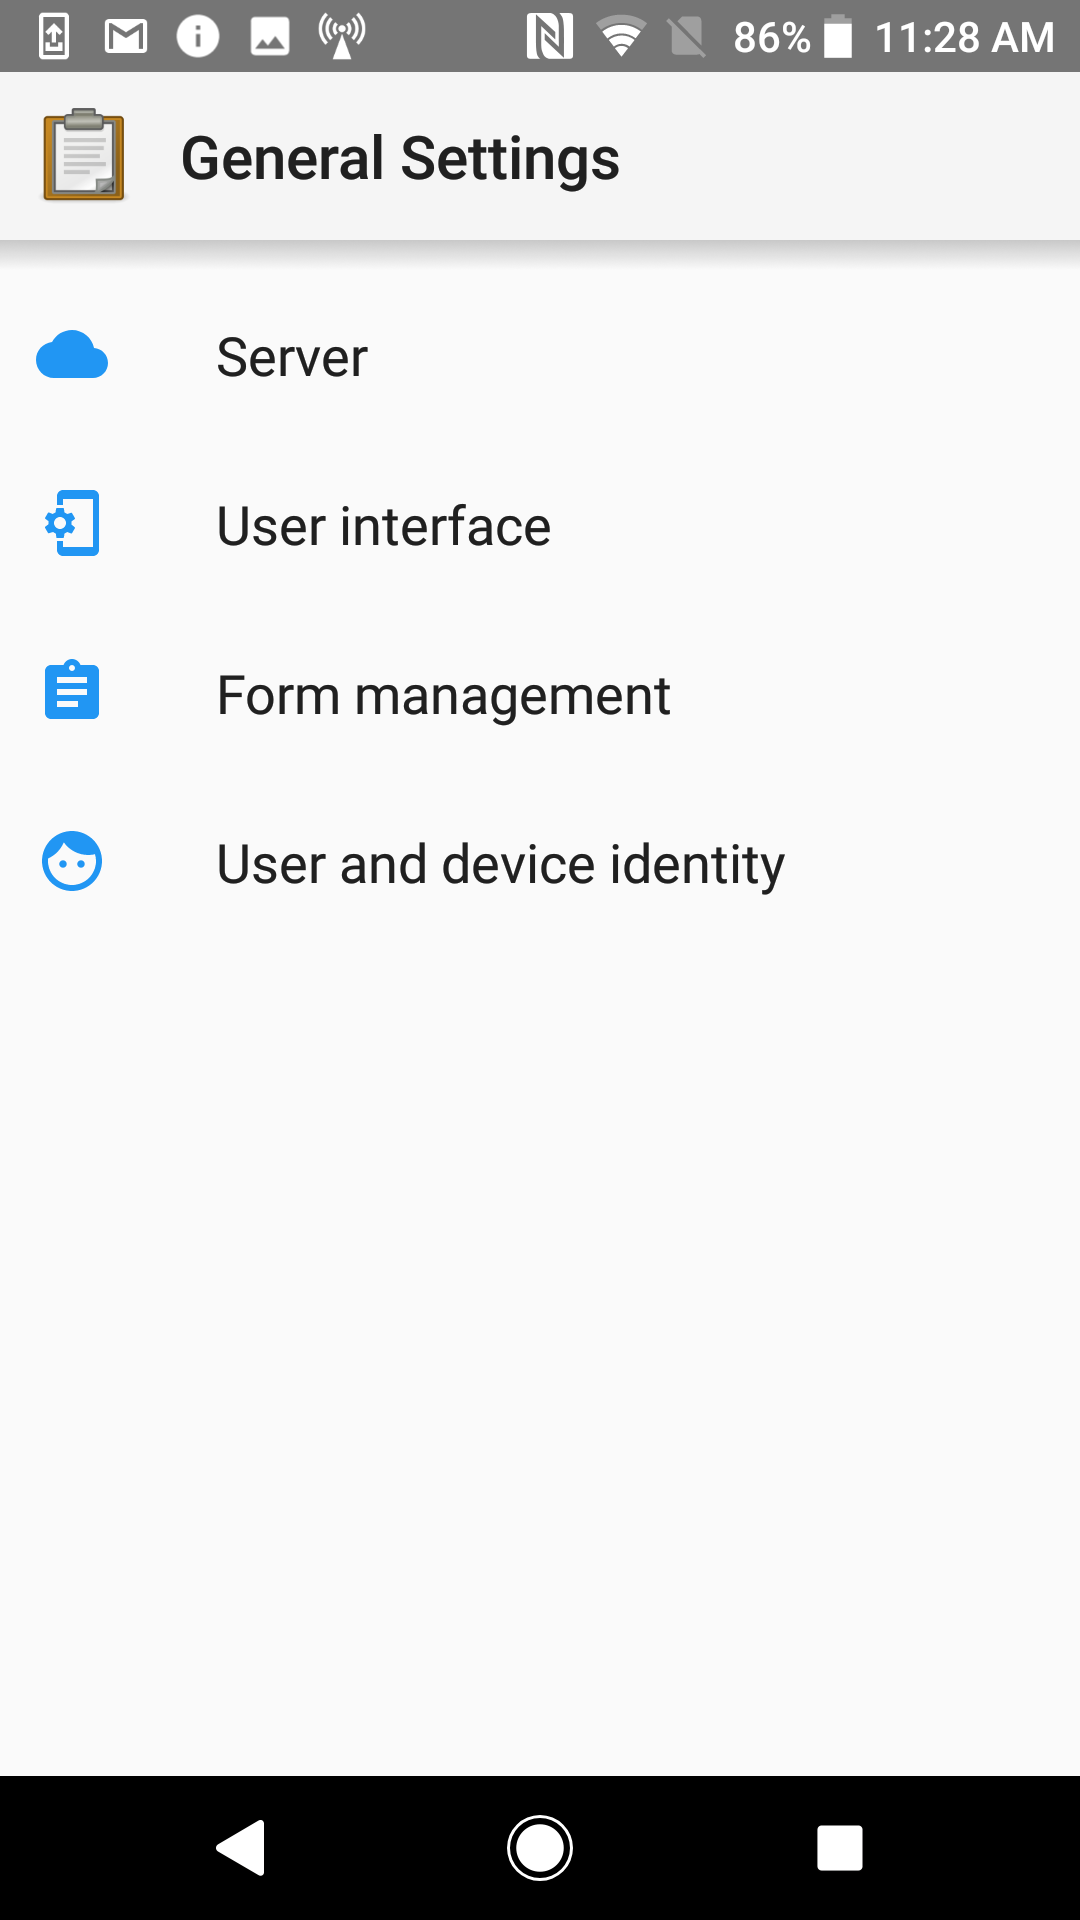 86% 11:28 AM
General Settings
Server
User interface
Form management
User and device identity